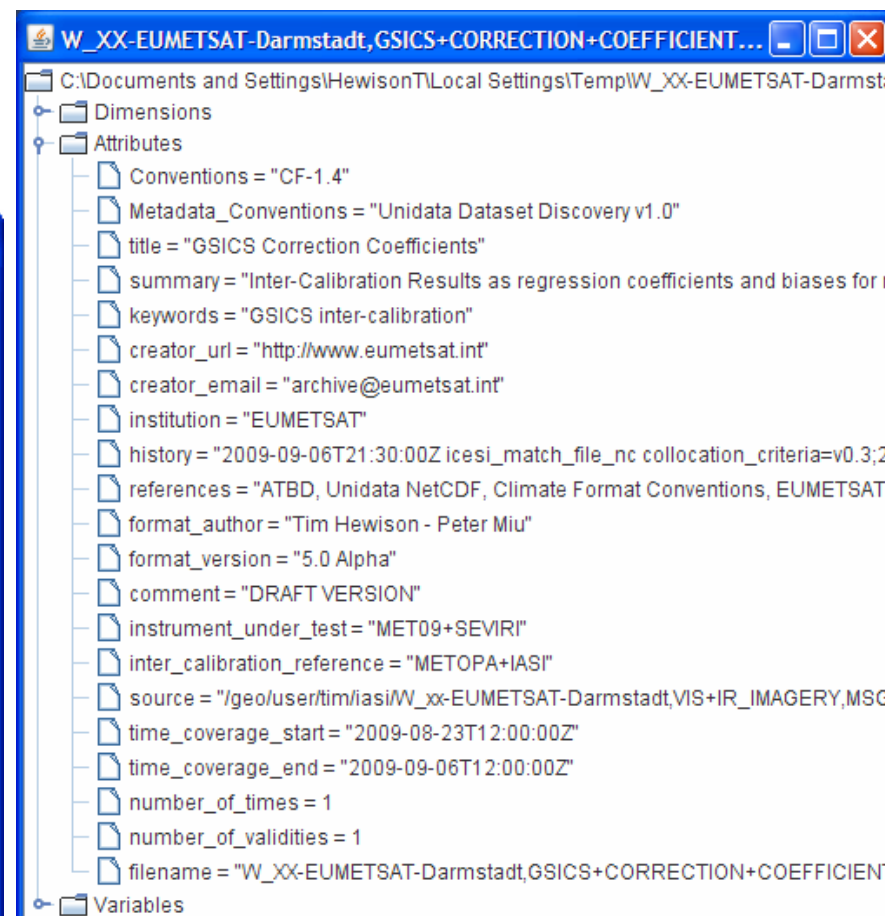 W_XX-EUMETSAT-Darmstadt,GSICS+CORRECTION+COEFFICIENT...
C:\Documents and Settings\HewisonT\Local Settings\Temp\W_XX-EUMETSAT-Darmsta
Dimensions
Attributes
Conventions = "CF-1.4"
Metadata_Conventions = "Unidata Dataset Discovery v1.0"
title = "GSICS Correction Coefficients"
summary = "Inter-Calibration Results as regression coefficients and biases for
keywords = "GSICS inter-calibration"
creator_url = "http://www.eumetsat.int"
creator_email = "archive@eumetsat.int"
institution = "EUMETSAT"
history = "2009-09-06T21:30:00Z icesi_match_file_nc collocation_criteria=v0.3;2
references = "ATBD, Unidata NetCDF, Climate Format Conventions, EUMETSAT
format_author = "Tim Hewison - Peter Miu"
format_version = "5.0 Alpha"
comment = "DRAFT VERSION"
instrument_under_test = "MET09+SEVIRI"
inter_calibration_reference = "METOPA+IASI"
source = "/geo/user/tim/iasi/W_xx-EUMETSAT-Darmstadt,VIS+IR_IMAGERY,MSG
time_coverage_start = "2009-08-23T12:00:00Z"
time_coverage_end = "2009-09-06T12:00:00Z"
number_of_times = 1
number_of_validities = 1
filename = "W_XX-EUMETSAT-Darmstadt,GSICS+CORRECTION+COEFFICIENT
Variables